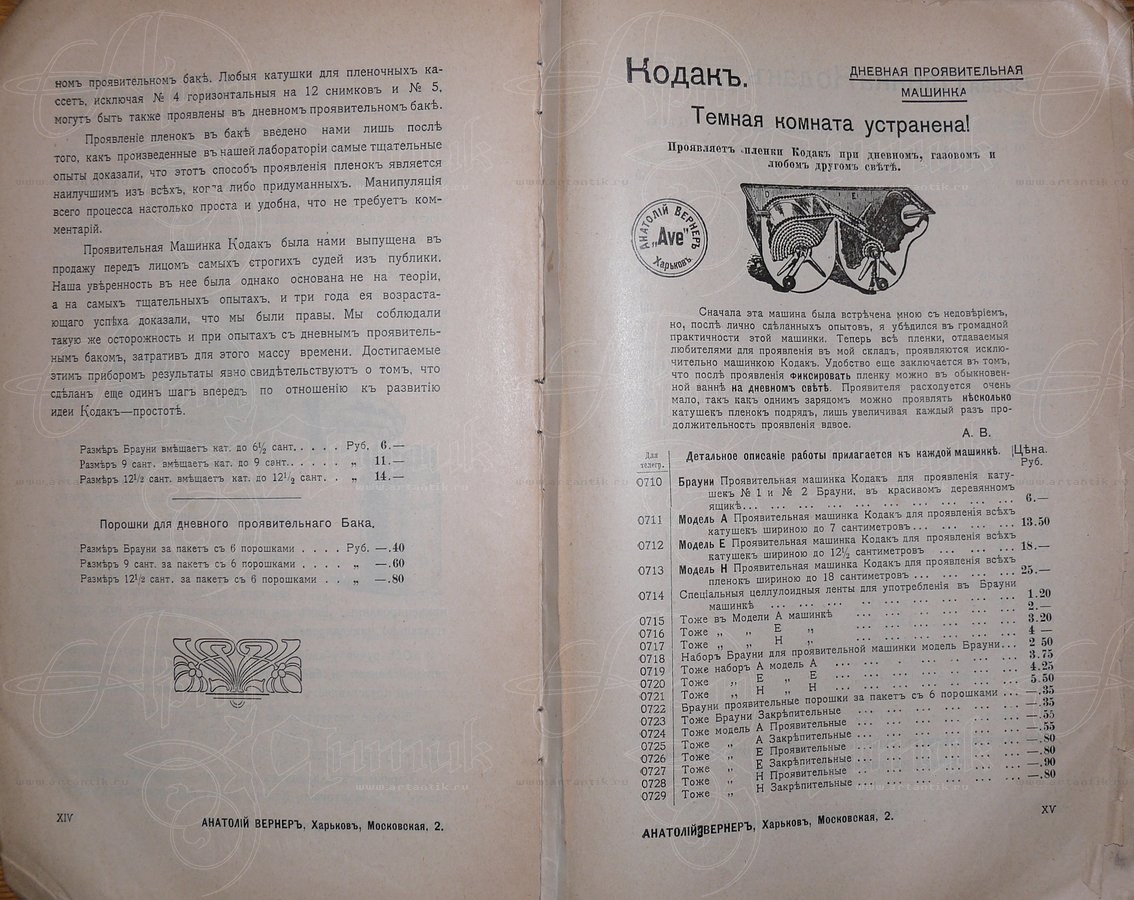 номъ проявительномъ бакѣ. Любыя катушки для пленочныхъ ка-
ссетъ, исключая № 4 горизонтальныя на 12 снимковъ и № 5,
могутъ быть также проявлены въ дневномъ проявительномъ бакѣ.
Проявленіе пленокъ въ бакѣ введено нами лишь послѣ
того, какъ произведенные въ нашей лабораторіи самые тщательные
опыты доказали, что этотъ способъ проявленія пленокъ является
наилучшимъ изъ всѣхъ, когда либо придуманныхъ. Манипуляція
всего процесса настолько проста и удобна, что не требуетъ ком-
ментарій.
Проявительная Машинка Кодакъ была нами выпущена въ
продажу передъ лицомъ самыхъ строгихъ судей изъ публики.
Наша увѣренность въ нее была однако основана не на теоріи,
а на самыхъ тщательныхъ опытахъ, и три года ея возраста-
ющаго успѣха доказали, что мы были правы. Мы соблюдали
такую же осторожность и при опытахъ съ дневнымъ проявитель-
нымъ бакомъ, затративъ для этого массу времени. Достигаемые
этимъ приборомъ результаты явно свидѣтельствуютъ о томъ, что
сдѣланъ еще одинъ шагъ впередъ по отношенію къ развитію
идеи Кодакъ—простотѣ.
Размѣръ Брауни вмѣщаетъ кат. до 6½ сант. . . . . Руб. 6.—
Размѣръ 9 сант. вмѣщаетъ кат. до 9 сант. . . . . „ 11.—
Размѣръ 12½ сант. вмѣщаетъ кат. до 12½ сант. . „ 14.—
Порошки для дневного проявительнаго Бака.
Размѣръ Брауни за пакетъ съ 6 порошками . . . . Руб. —.40
Размѣръ 9 сант. за пакетъ съ 6 порошками . . . . „ —.60
Размѣръ 12½ сант. за пакетъ съ 6 порошками . . „ —.80
XIV
АНАТОЛІЙ ВЕРНЕРЪ, Харьковъ, Московская, 2.
Кодакъ.
ДНЕВНАЯ ПРОЯВИТЕЛЬНАЯ
МАШИНКА
Темная комната устранена!
Проявляетъ пленки Кодакъ при дневномъ, газовомъ и
любомъ другомъ свѣтѣ.
АНАТОЛІЙ ВЕРНЕРЪ
„Ave"
Харьковъ
Сначала эта машина была встрѣчена мною съ недовѣріемъ,
но, послѣ лично сдѣланныхъ опытовъ, я убѣдился въ громадной
практичности этой машинки. Теперь всѣ пленки, отдаваемыя
любителями для проявленія въ мой складъ, проявляются исклю-
чительно машинкою Кодакъ. Удобство еще заключается въ томъ,
что послѣ проявленія фиксировать пленку можно въ обыкновен-
ной ваннѣ на дневномъ свѣтѣ. Проявителя расходуется очень
мало, такъ какъ однимъ зарядомъ можно проявлять нѣсколько
катушекъ пленокъ подрядъ, лишь увеличивая каждый разъ про-
должительность проявленія вдвое.
А. В.
Для телегр. Детальное описаніе работы прилагается къ каждой машинкѣ. Цѣна. Руб.
0710 Брауни Проявительная машинка Кодакъ для проявленія кату-
шекъ № 1 и № 2 Брауни, въ красивомъ деревянномъ
ящикѣ... ... ... ... 6.—
0711 Модель А Проявительная машинка Кодакъ для проявленія всѣхъ
катушекъ шириною до 7 сантиметровъ... ... ... 13.50
0712 Модель Е Проявительная машинка Кодакъ для проявленія всѣхъ
катушекъ шириною до 12½ сантиметровъ ... ... ... 18.—
0713 Модель Н Проявительная машинка Кодакъ для проявленія всѣхъ
пленокъ шириною до 18 сантиметровъ ... ... ... 25.—
0714 Спеціальныя целлулоидныя ленты для употребленія въ Брауни
машинкѣ ... ... ... 1.20
0715 Тоже въ Модели А машинкѣ ... ... ... 2.—
0716 Тоже „ „ Е „ ... ... ... 3.20
0717 Тоже „ „ Н „ ... ... ... 4 —
0718 Наборъ Брауни для проявительной машинки модель Брауни... 2 50
0719 Тоже наборъ А модель А ... ... ... 3.75
0720 Тоже „ Е „ Е ... ... ... 4.25
0721 Тоже „ Н „ Н ... ... ... 5.50
0722 Брауни проявительные порошки за пакетъ съ 6 порошками ... —.35
0723 Тоже Брауни Закрѣпительные ... ... ... —.35
0724 Тоже модель А Проявительные ... ... ... —.55
0725 Тоже „ А Закрѣпительные ... ... ... —.55
0726 Тоже „ Е Проявительные ... ... ... —.80
0727 Тоже „ Е Закрѣпительные ... ... ... —.80
0728 Тоже „ Н Проявительные ... ... ... —.90
0729 Тоже „ Н Закрѣпительные ... ... ... —.80
XV
АНАТОЛІЙ ВЕРНЕРЪ, Харьковъ, Московская, 2.